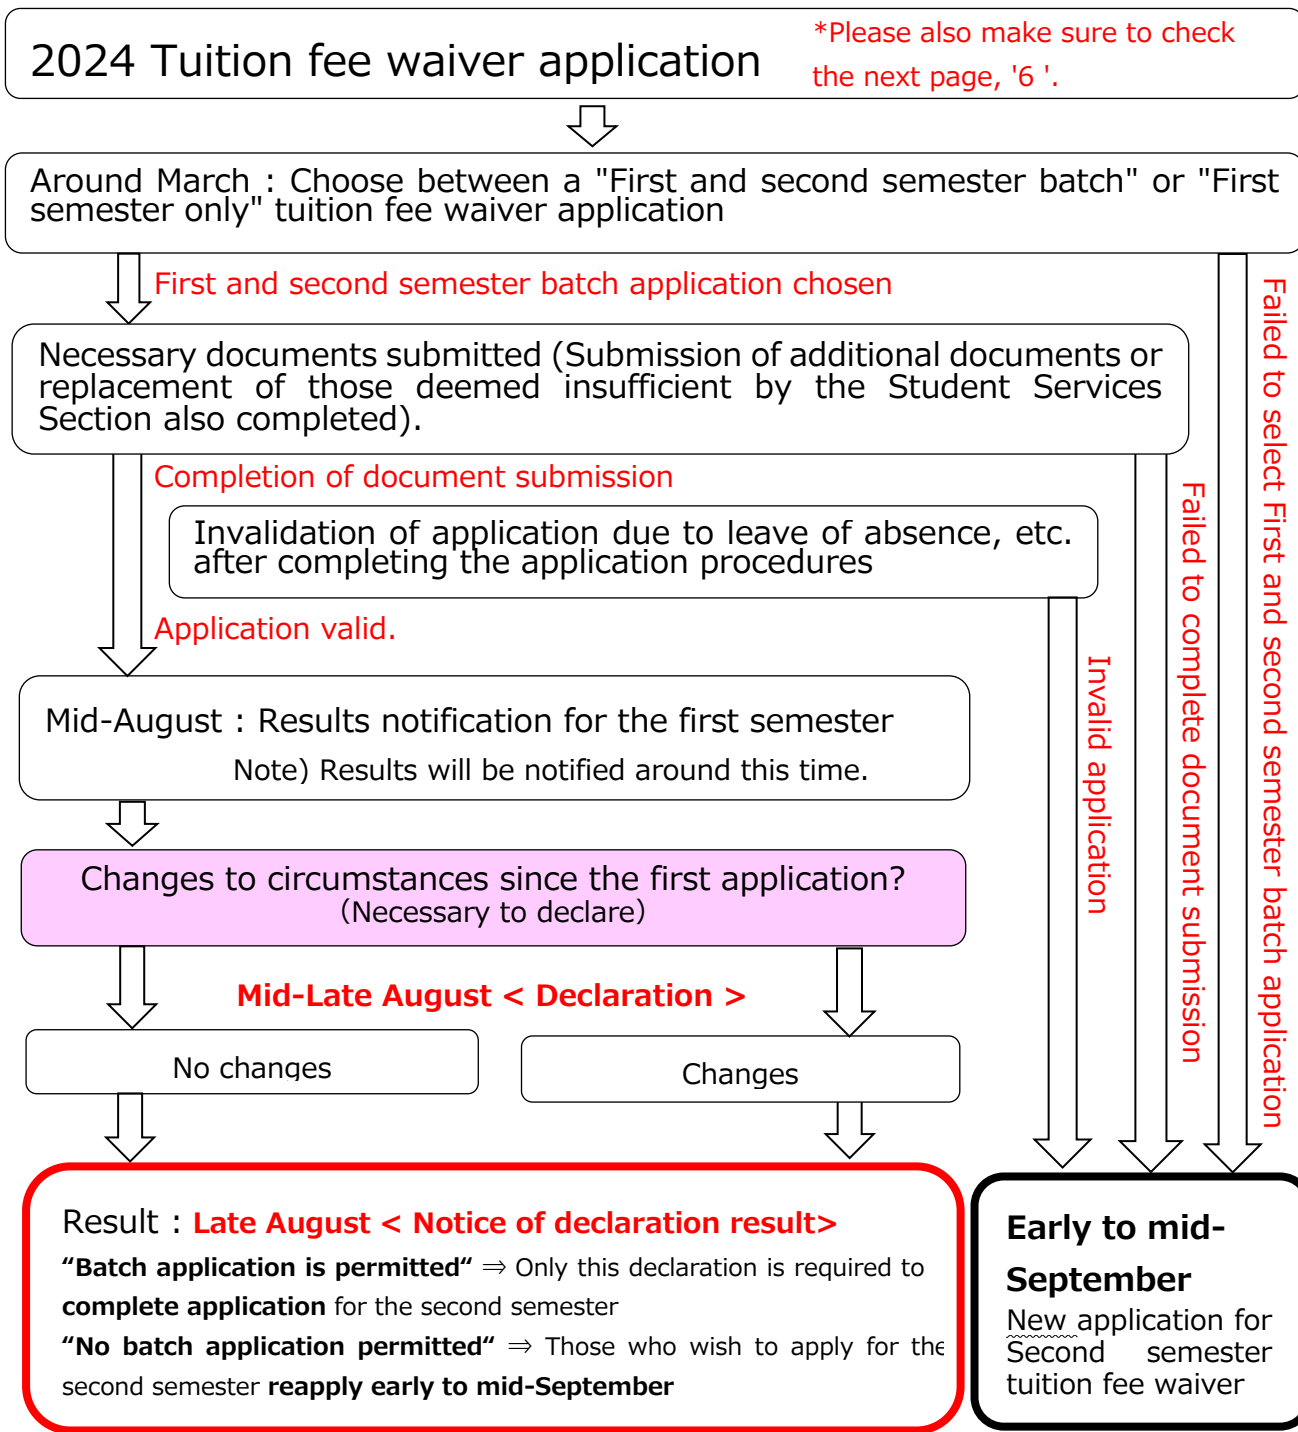 2024 Tuition fee waiver application
*Please also make sure to check
the next page, '6 '.
Around March : Choose between a "First and second semester batch" or "First
semester only" tuition fee waiver application
First and second semester batch application chosen
Necessary documents submitted (Submission of additional documents or
replacement of those deemed insufficient by the Student Services
Section also completed).
Completion of document submission
Invalidation of application due to leave of absence, etc.
after completing the application procedures
Application valid.
Invalid application
Failed to complete document submission
Failed to select First and second semester batch application
Mid-August : Results notification for the first semester
Note) Results will be notified around this time.
Changes to circumstances since the first application?
(Necessary to declare)
Mid-Late August < Declaration >
No changes
Changes
Result : Late August < Notice of declaration result>
“Batch application is permitted“ ⇒ Only this declaration is required to
complete application for the second semester
“No batch application permitted“ ⇒ Those who wish to apply for the
second semester reapply early to mid-September
Early to mid-
September
New application for
Second semester
tuition fee waiver